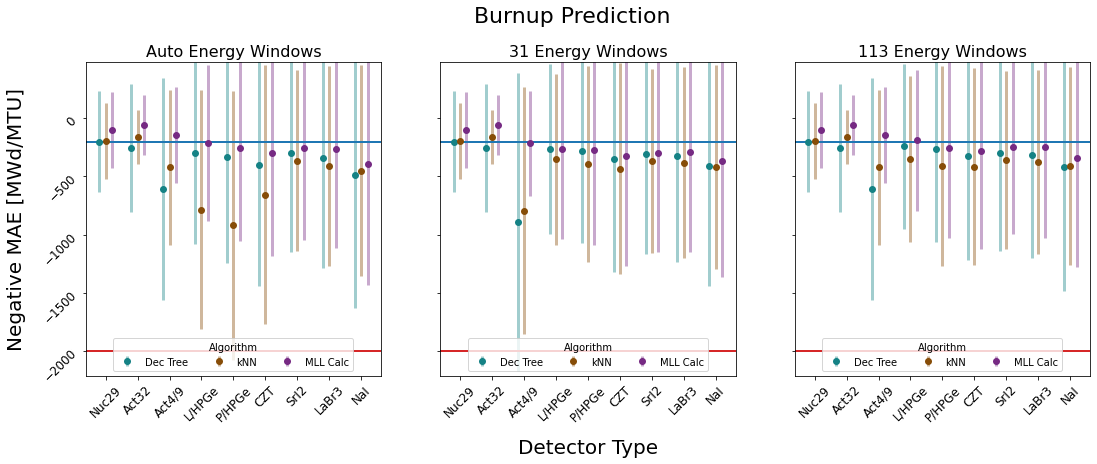 Burnup Prediction
Auto Energy Windows
31 Energy Windows
113 Energy Windows
Negative MAE [MWd/MTU]
0
−500
−1000
−1500
−2000
Algorithm
Dec Tree kNN MLL Calc
Algorithm
Dec Tree kNN MLL Calc
Algorithm
Dec Tree kNN MLL Calc
Nuc29 Act32 Act4/9 L/HPGe P/HPGe CZT SrI2 LaBr3 NaI
Nuc29 Act32 Act4/9 L/HPGe P/HPGe CZT SrI2 LaBr3 NaI
Nuc29 Act32 Act4/9 L/HPGe P/HPGe CZT SrI2 LaBr3 NaI
Detector Type